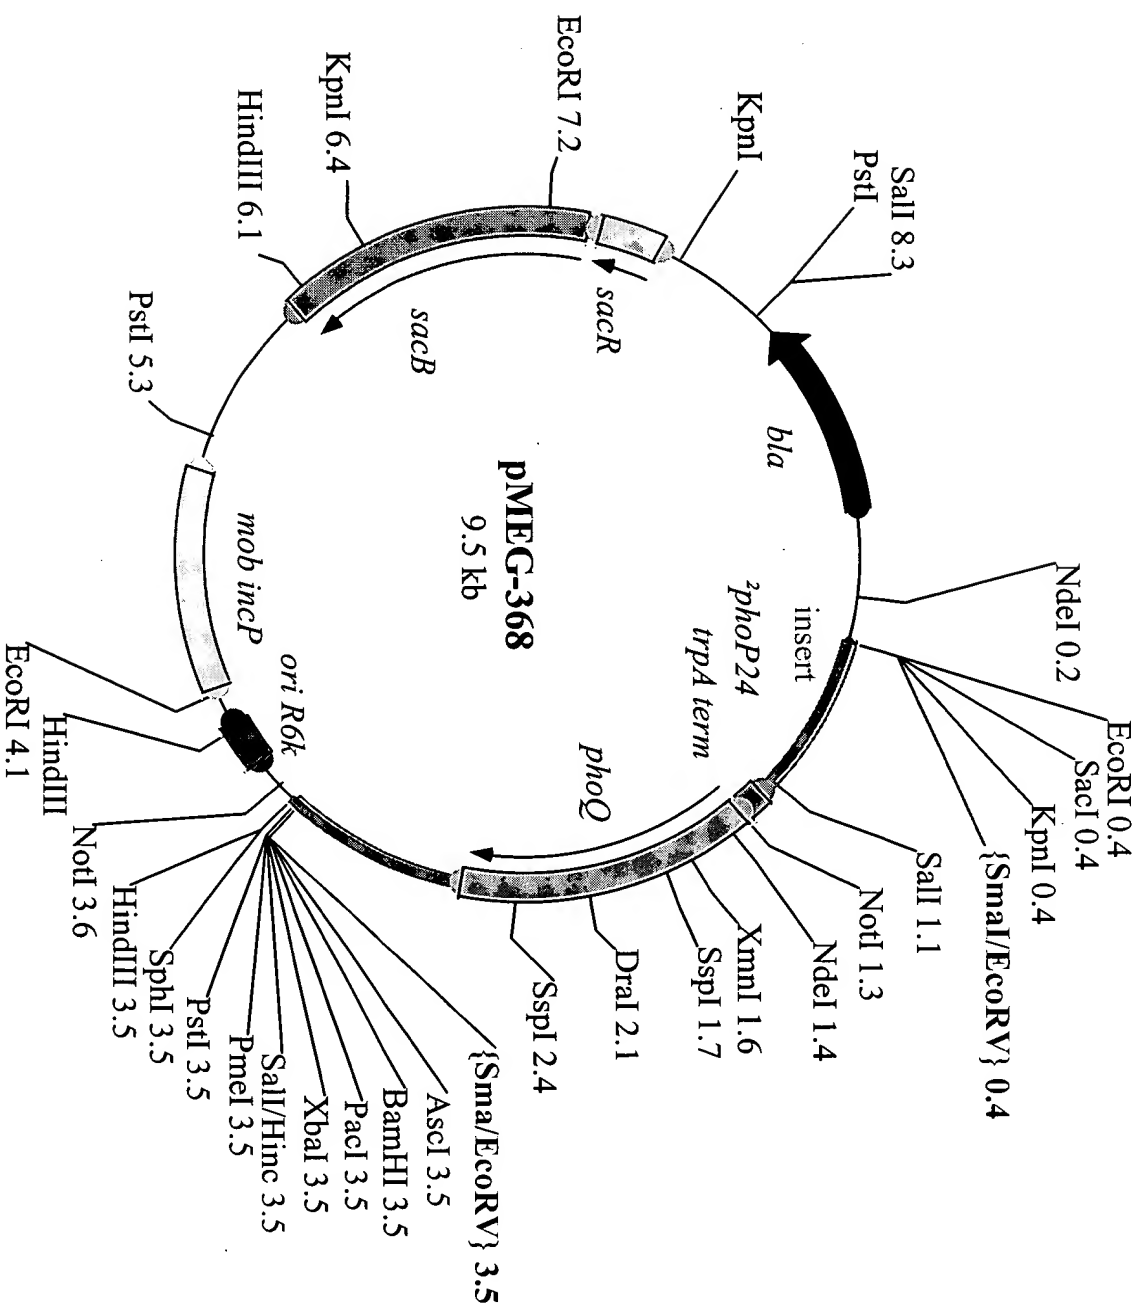 pMEG-368
9.5 kb
NdeI 0.2
EcoRI 0.4
SacI 0.4
KpnI 0.4
{SmaI/EcoRV} 0.4
SalI 1.1
NotI 1.3
NdeI 1.4
XmnI 1.6
SspI 1.7
DraI 2.1
SspI 2.4
{Sma/EcoRV} 3.5
AscI 3.5
BamHI 3.5
PacI 3.5
XbaI 3.5
SalI/Hinc 3.5
PmeI 3.5
PstI 3.5
SphI 3.5
HindIII 3.5
NotI 3.6
HindIII
EcoRI 4.1
PstI 5.3
HindIII 6.1
KpnI 6.4
EcoRI 7.2
KpnI
PstI
SalI 8.3
bla
insert
²phoP24
trpA term
phoQ
ori R6k
mob incP
sacB
sacR